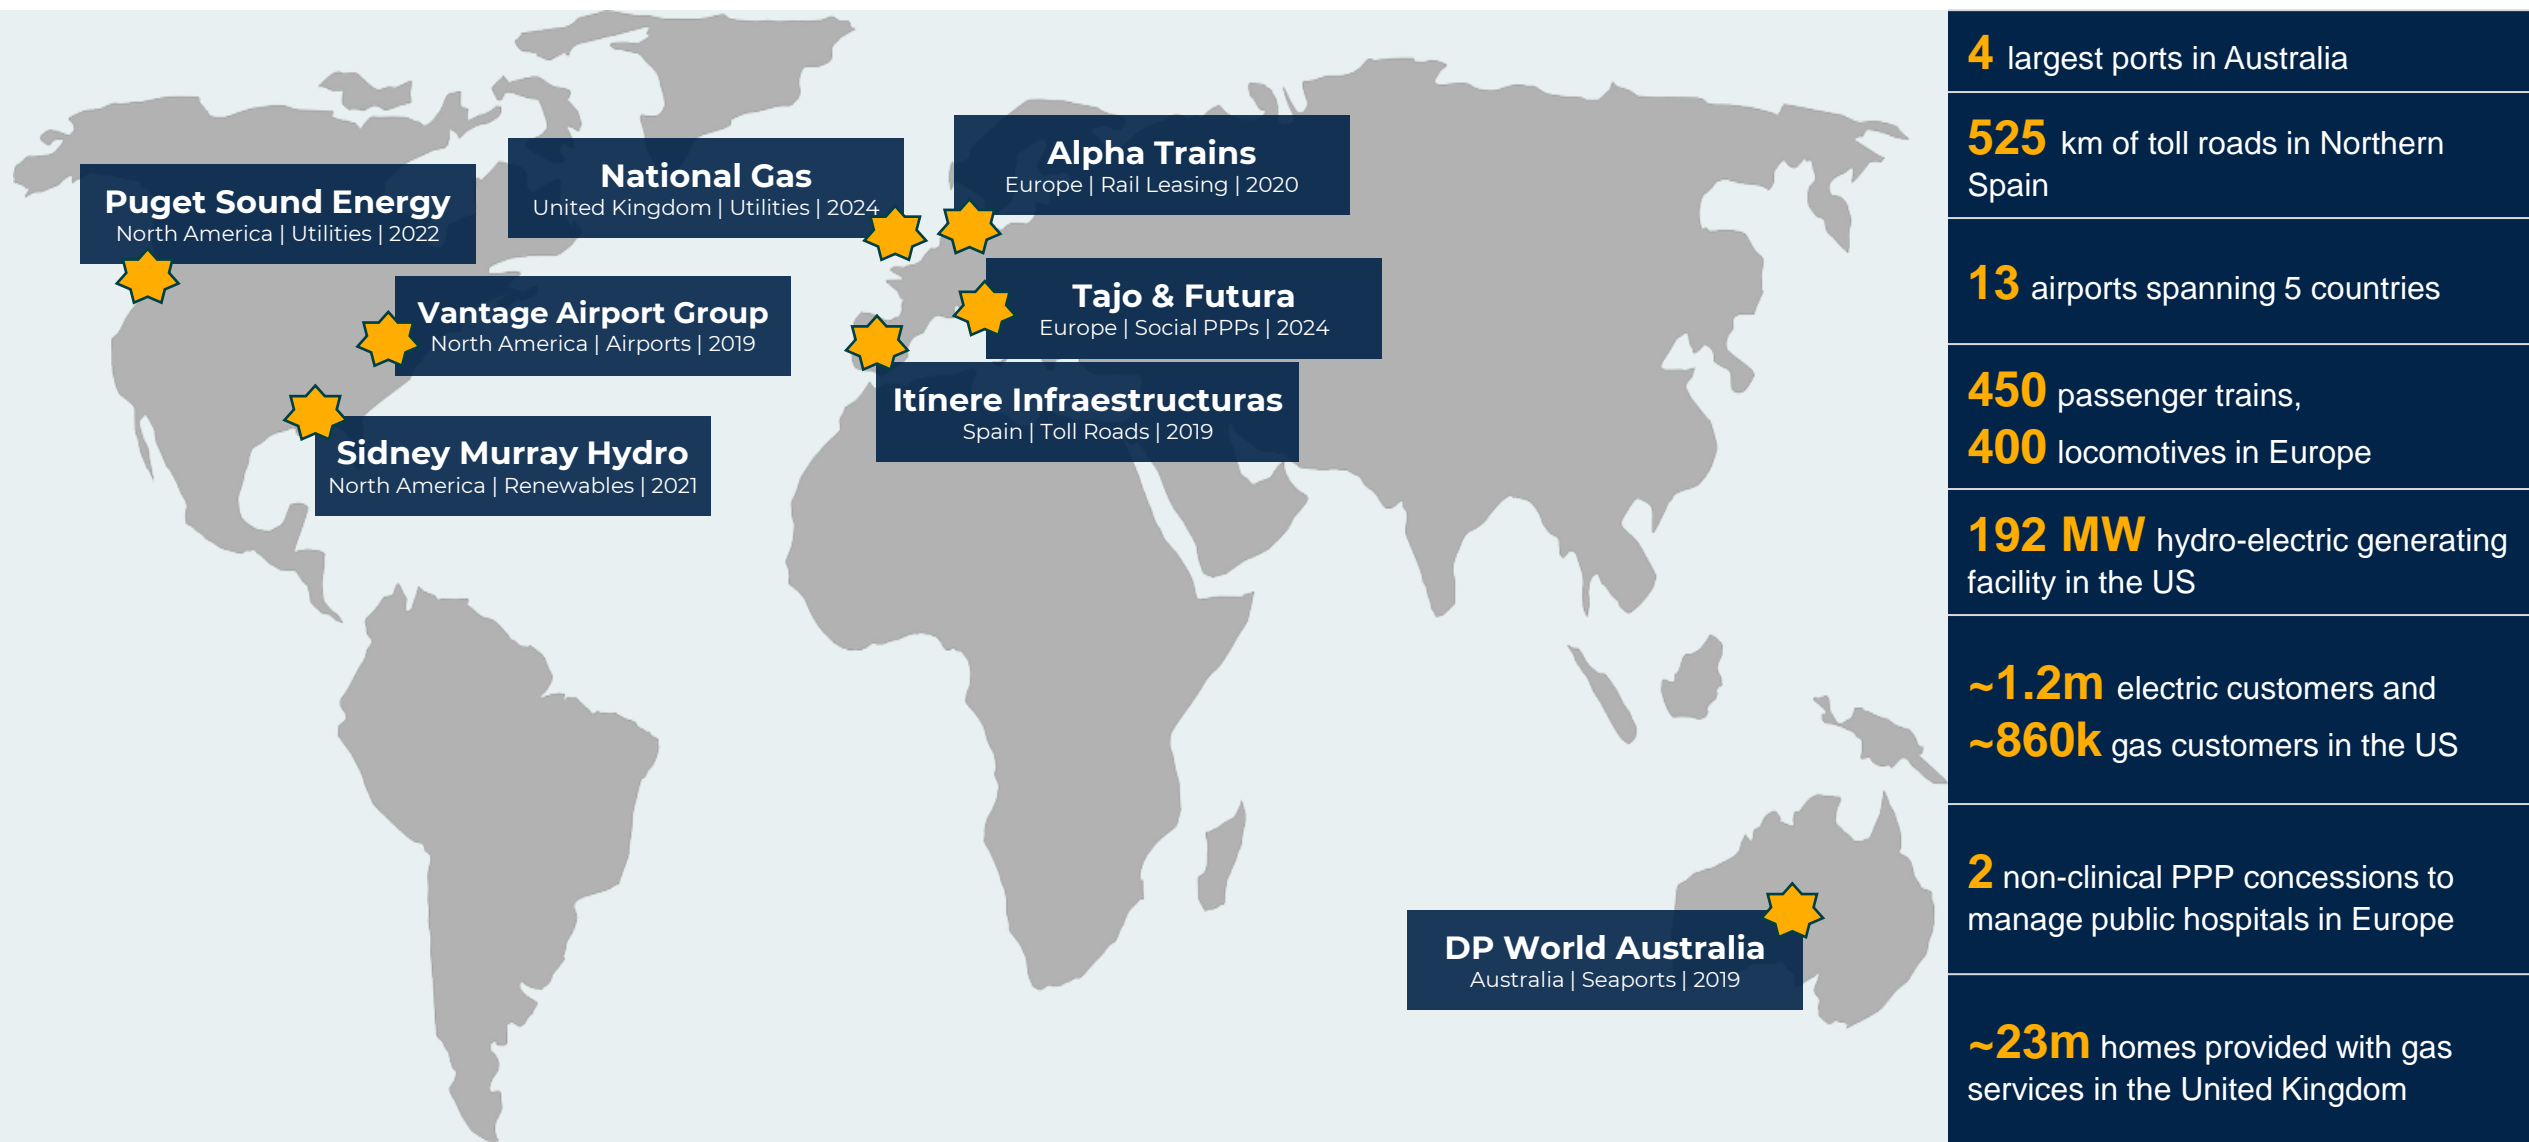 Puget Sound Energy
North America | Utilities | 2022
National Gas
United Kingdom | Utilities | 2024
Alpha Trains
Europe | Rail Leasing | 2020
Vantage Airport Group
North America | Airports | 2019
Tajo & Futura
Europe | Social PPPs | 2024
Itínere Infraestructuras
Spain | Toll Roads | 2019
Sidney Murray Hydro
North America | Renewables | 2021
DP World Australia
Australia | Seaports | 2019
4 largest ports in Australia
525 km of toll roads in Northern
Spain
13 airports spanning 5 countries
450 passenger trains,
400 locomotives in Europe
192 MW hydro-electric generating
facility in the US
~1.2m electric customers and
~860k gas customers in the US
2 non-clinical PPP concessions to
manage public hospitals in Europe
~23m homes provided with gas
services in the United Kingdom